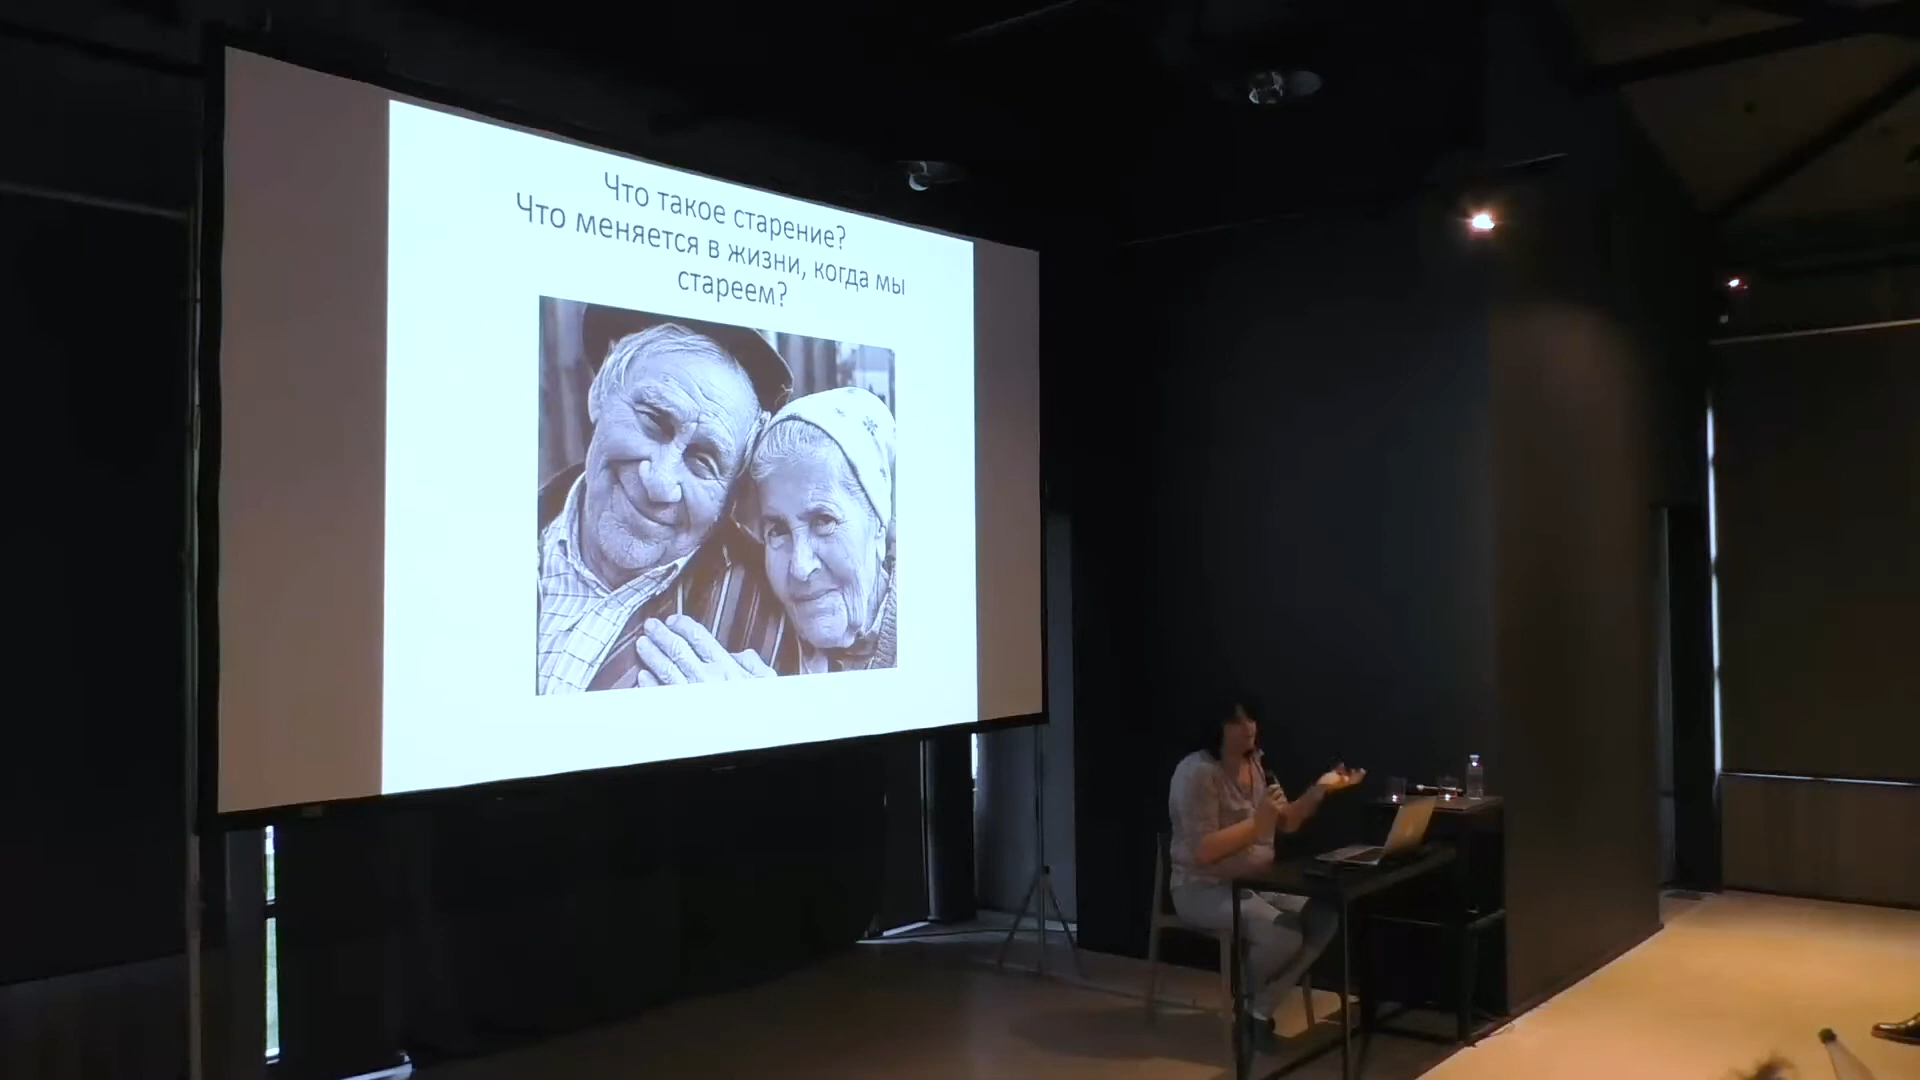 Что такое старение?
Что меняется в жизни, когда мы
стареем?